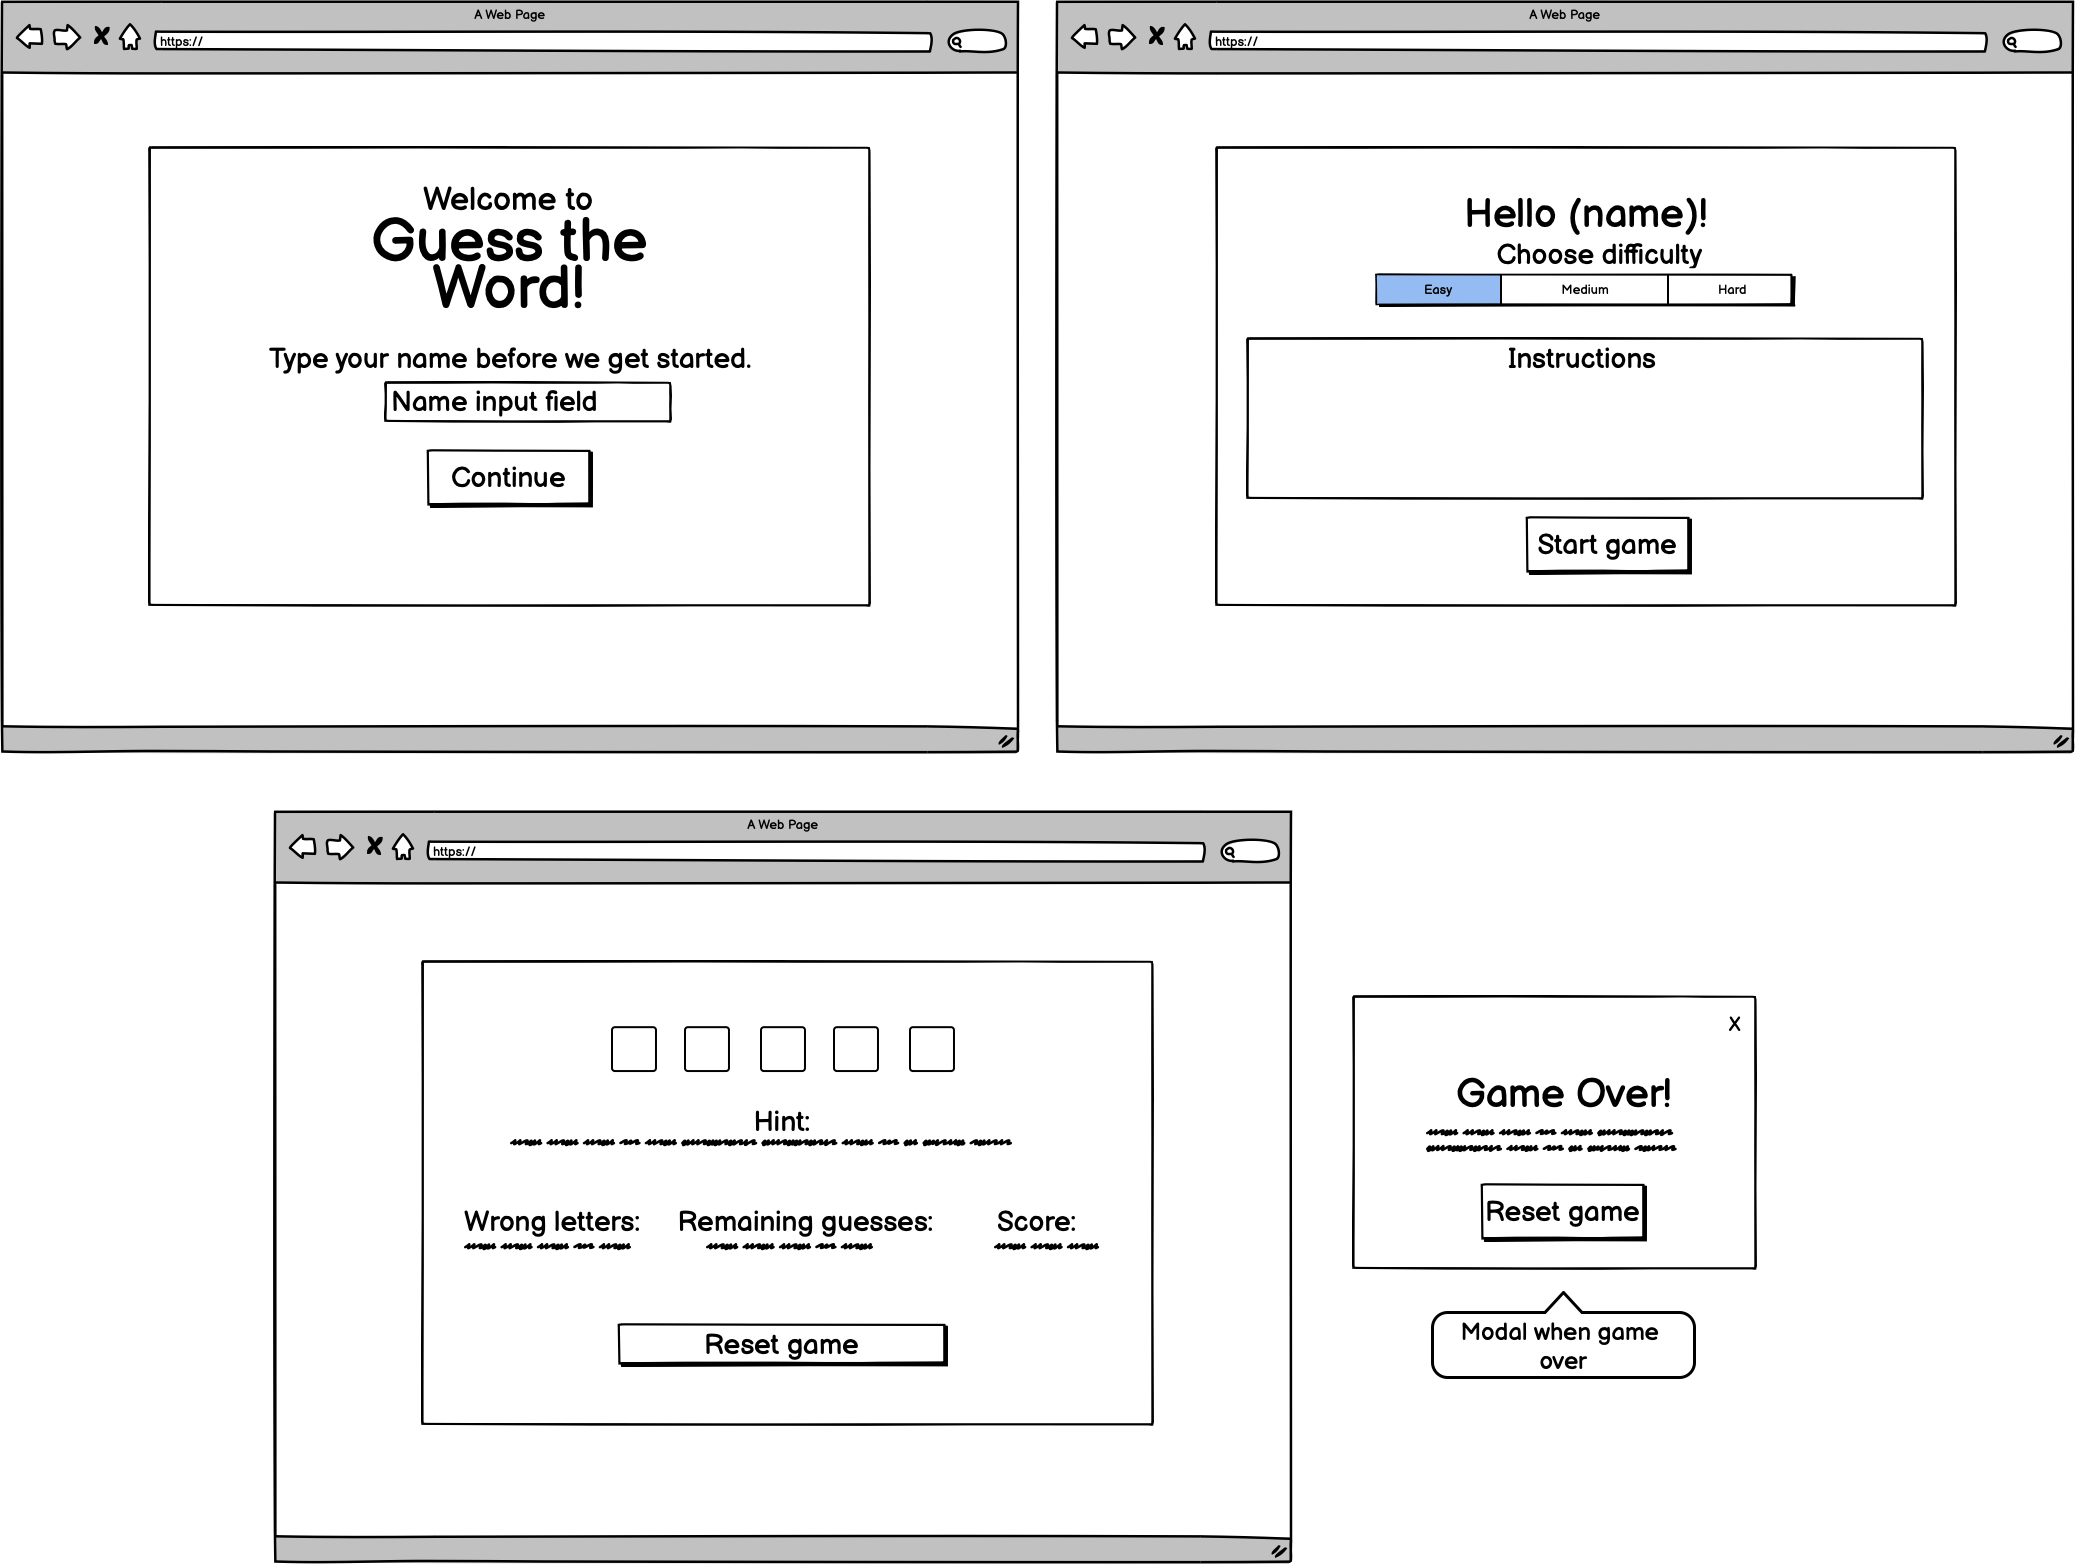 A Web Page
https://
Welcome to
Guess the
Word!
Type your name before we get started.
Name input field
Continue
A Web Page
https://
Hello (name)!
Choose difficulty
Easy Medium Hard
Instructions
Start game
A Web Page
https://
Hint:
Wrong letters: Remaining guesses: Score:
Reset game
X
Game Over!
Reset game
Modal when game
over